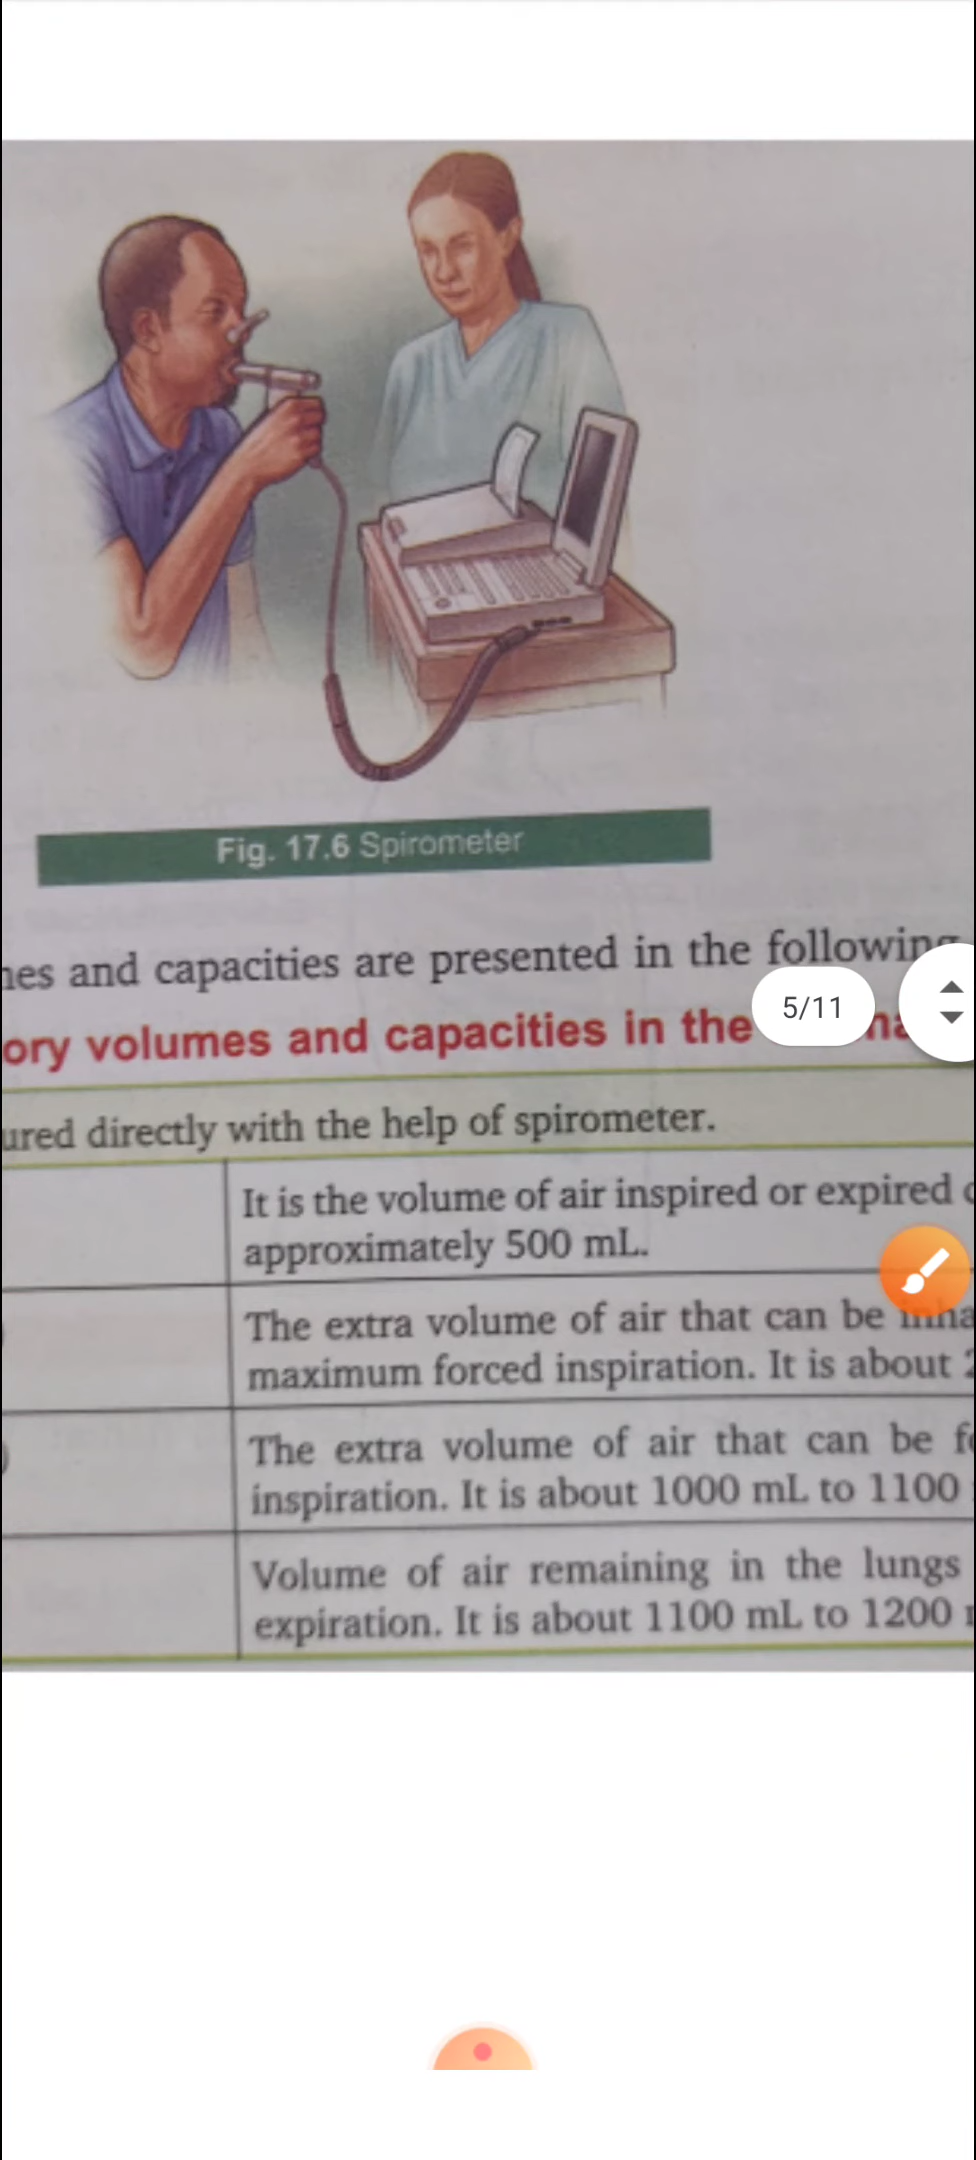 Fig. 17.6 Spirometer
and capacities are presented in the following
5/11
volumes and capacities in the
directly with the help of spirometer.
It is the volume of air inspired or expired
approximately 500 mL.
The extra volume of air that can be
maximum forced inspiration. It is about
The extra volume of air that can be
inspiration. It is about 1000 mL to 1100
Volume of air remaining in the lungs
expiration. It is about 1100 mL to 1200